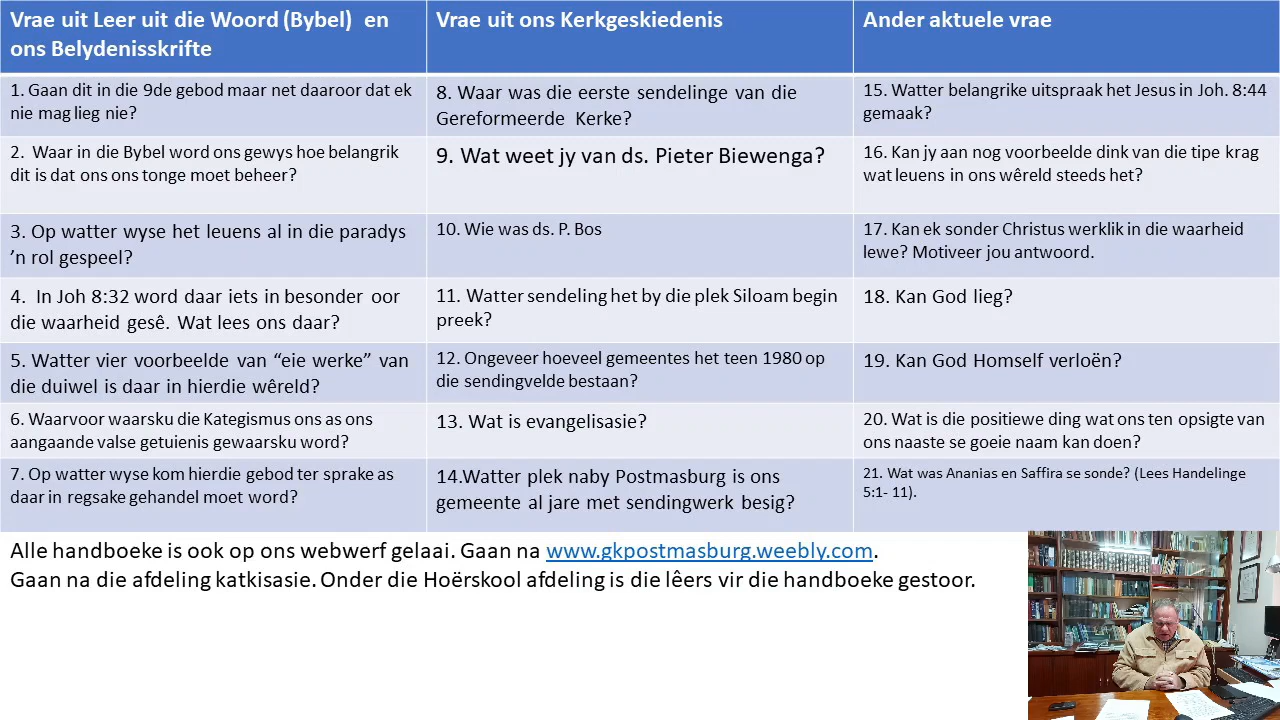 Vrae uit Leer uit die Woord (Bybel) en
ons Belydenisskrifte
Vrae uit ons Kerkgeskiedenis
Ander aktuele vrae
1. Gaan dit in die 9de gebod maar net daaroor dat ek
nie mag lieg nie?
8. Waar was die eerste sendelinge van die
Gereformeerde Kerke?
15. Watter belangrike uitspraak het Jesus in Joh. 8:44
gemaak?
2. Waar in die Bybel word ons gewys hoe belangrik
dit is dat ons ons tonge moet beheer?
9. Wat weet jy van ds. Pieter Biewenga?
16. Kan jy aan nog voorbeelde dink van die tipe krag
wat leuens in ons wêreld steeds het?
3. Op watter wyse het leuens al in die paradys
’n rol gespeel?
10. Wie was ds. P. Bos
17. Kan ek sonder Christus werklik in die waarheid
lewe? Motiveer jou antwoord.
4. In Joh 8:32 word daar iets in besonder oor
die waarheid gesê. Wat lees ons daar?
11. Watter sendeling het by die plek Siloam begin
preek?
18. Kan God lieg?
5. Watter vier voorbeelde van “eie werke” van
die duiwel is daar in hierdie wêreld?
12. Ongeveer hoeveel gemeentes het teen 1980 op
die sendingvelde bestaan?
19. Kan God Homself verloën?
6. Waarvoor waarsku die Kategismus ons as ons
aangaande valse getuienis gewaarsku word?
13. Wat is evangelisasie?
20. Wat is die positiewe ding wat ons ten opsigte van
ons naaste se goeie naam kan doen?
7. Op watter wyse kom hierdie gebod ter sprake as
daar in regsake gehandel moet word?
14.Watter plek naby Postmasburg is ons
gemeente al jare met sendingwerk besig?
21. Wat was Ananias en Saffira se sonde? (Lees Handelinge
5:1- 11).
Alle handboeke is ook op ons webwerf gelaai. Gaan na www.gkpostmasburg.weebly.com.
Gaan na die afdeling katkisasie. Onder die Hoërskool afdeling is die lêers vir die handboeke gestoor.